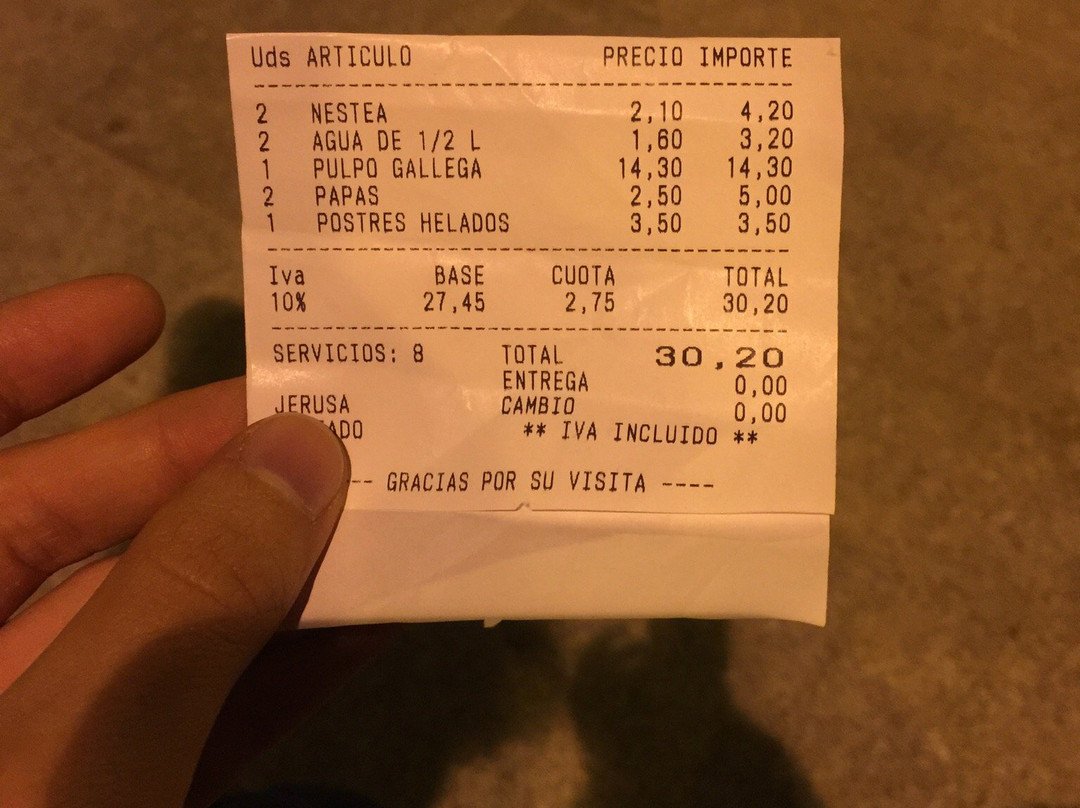 Uds ARTICULO PRECIO IMPORTE
2 NESTEA 2,10 4,20
2 AGUA DE 1/2 L 1,60 3,20
1 PULPO GALLEGA 14,30 14,30
2 PAPAS 2,50 5,00
1 POSTRES HELADOS 3,50 3,50
Iva BASE CUOTA TOTAL
10% 27,45 2,75 30,20
SERVICIOS: 8 TOTAL 30,20
ENTREGA 0,00
JERUSA CAMBIO 0,00
** IVA INCLUIDO **
-- GRACIAS POR SU VISITA ----